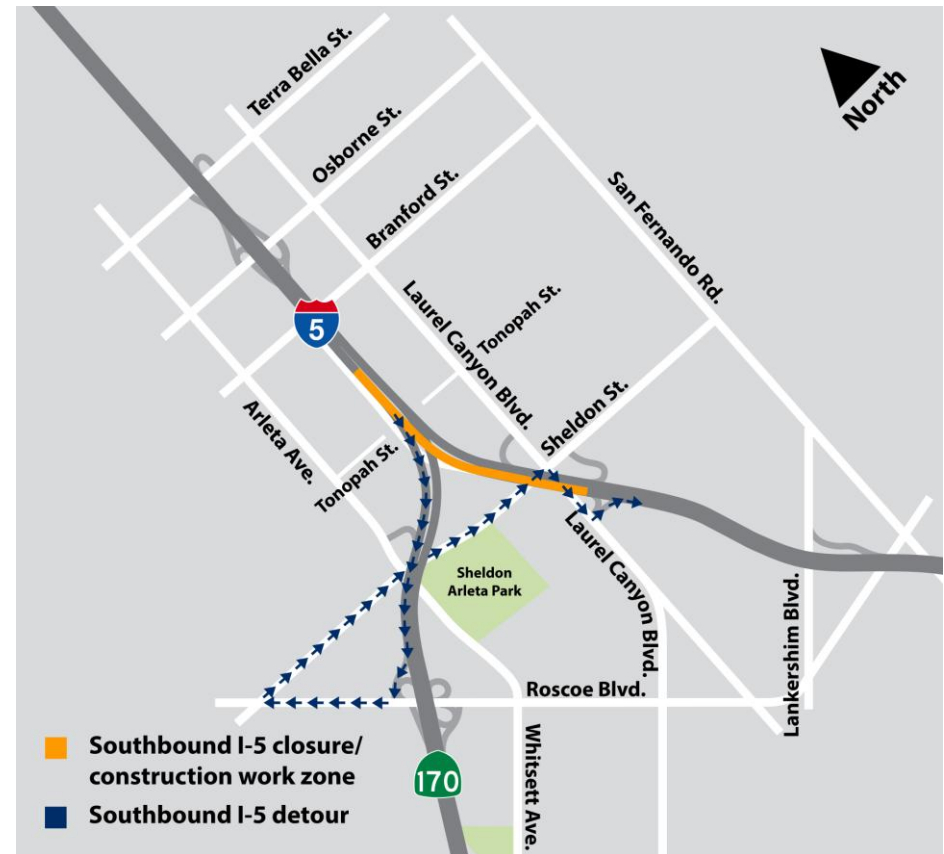 Terra Bella St.
Osborne St.
Branford St.
North
San Fernando Rd.
Laurel Canyon Blvd.
Tonopah St.
5
Arleta Ave.
Tonopah St.
Sheldon St.
Sheldon
Arleta Park
Laurel Canyon Blvd.
Lankershim Blvd.
Roscoe Blvd.
Whitsett Ave.
170
Southbound I-5 closure/
construction work zone
Southbound I-5 detour